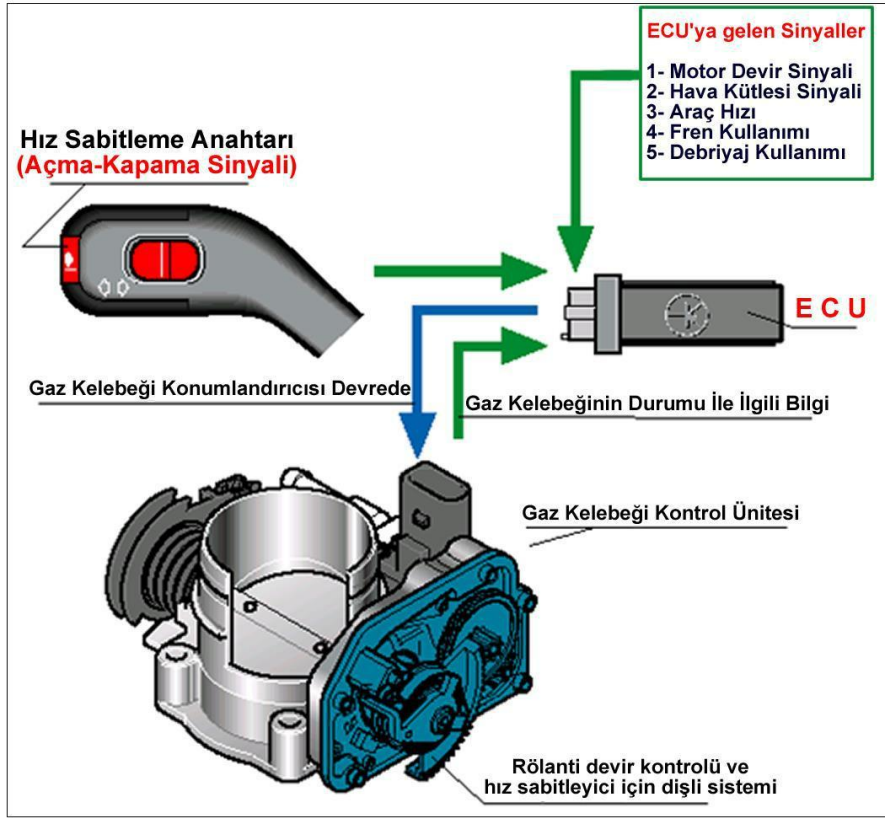 ECU'ya gelen Sinyaller
1- Motor Devir Sinyali
2- Hava Kütlesi Sinyali
3- Araç Hızı
4- Fren Kullanımı
5- Debriyaj Kullanımı
Hız Sabitleme Anahtarı
(Açma-Kapama Sinyali)
E C U
Gaz Kelebeği Konumlandırıcısı Devrede
Gaz Kelebeğinin Durumu İle İlgili Bilgi
Gaz Kelebeği Kontrol Ünitesi
Rölanti devir kontrolü ve
hız sabitleyici için dişli sistemi